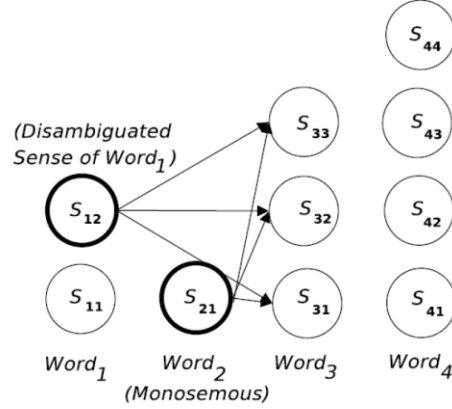 S44
(Disambiguated
Sense of Word1)
S33
S43
S12
S32
S42
S11
S21
S31
S41
Word1
Word2
Word3
Word4
(Monosemous)